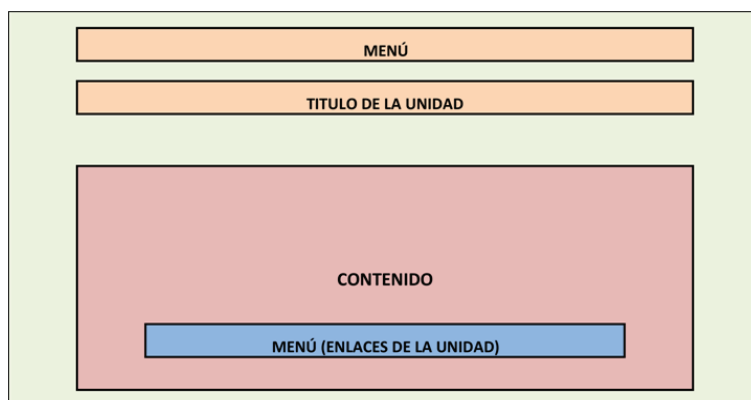 MENÚ
TITULO DE LA UNIDAD
CONTENIDO
MENÚ (ENLACES DE LA UNIDAD)